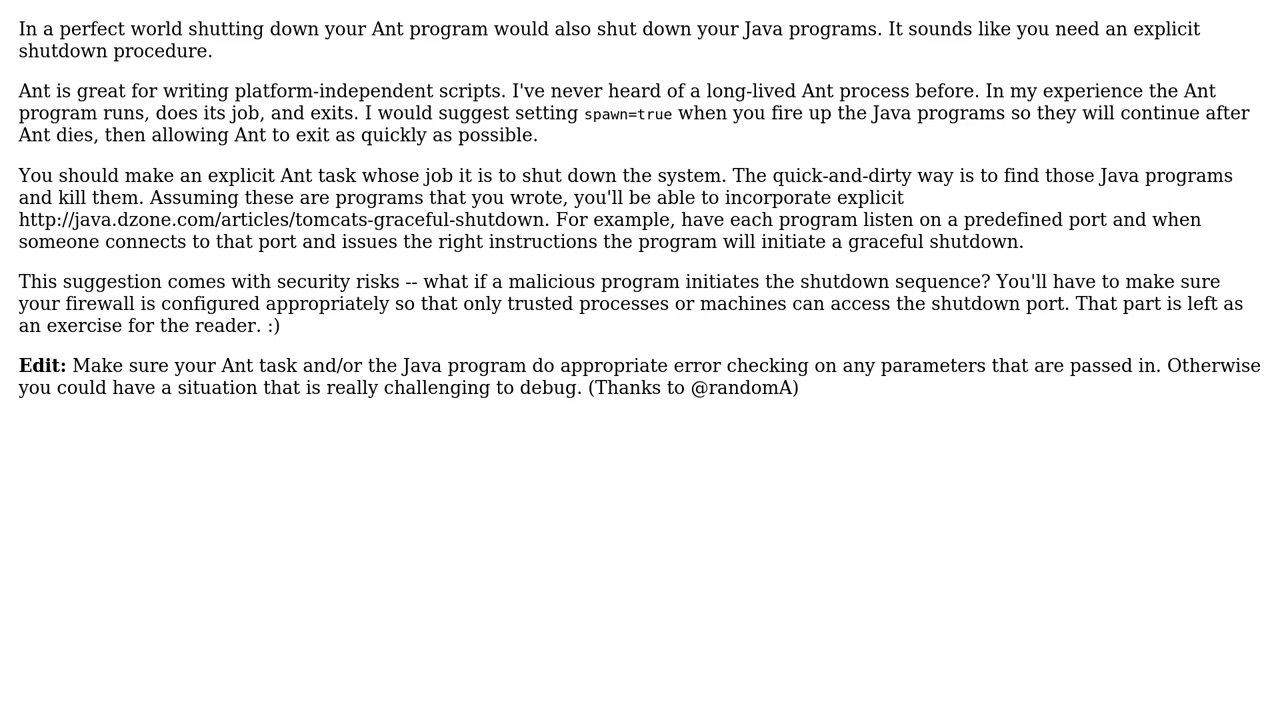 In a perfect world shutting down your Ant program would also shut down your Java programs. It sounds like you need an explicit
shutdown procedure.
Ant is great for writing platform-independent scripts. I've never heard of a long-lived Ant process before. In my experience the Ant
program runs, does its job, and exits. I would suggest setting spawn=true when you fire up the Java programs so they will continue after
Ant dies, then allowing Ant to exit as quickly as possible.
You should make an explicit Ant task whose job it is to shut down the system. The quick-and-dirty way is to find those Java programs
and kill them. Assuming these are programs that you wrote, you'll be able to incorporate explicit
http://java.dzone.com/articles/tomcats-graceful-shutdown. For example, have each program listen on a predefined port and when
someone connects to that port and issues the right instructions the program will initiate a graceful shutdown.
This suggestion comes with security risks -- what if a malicious program initiates the shutdown sequence? You'll have to make sure
your firewall is configured appropriately so that only trusted processes or machines can access the shutdown port. That part is left as
an exercise for the reader. :)
Edit: Make sure your Ant task and/or the Java program do appropriate error checking on any parameters that are passed in. Otherwise
you could have a situation that is really challenging to debug. (Thanks to @randomA)